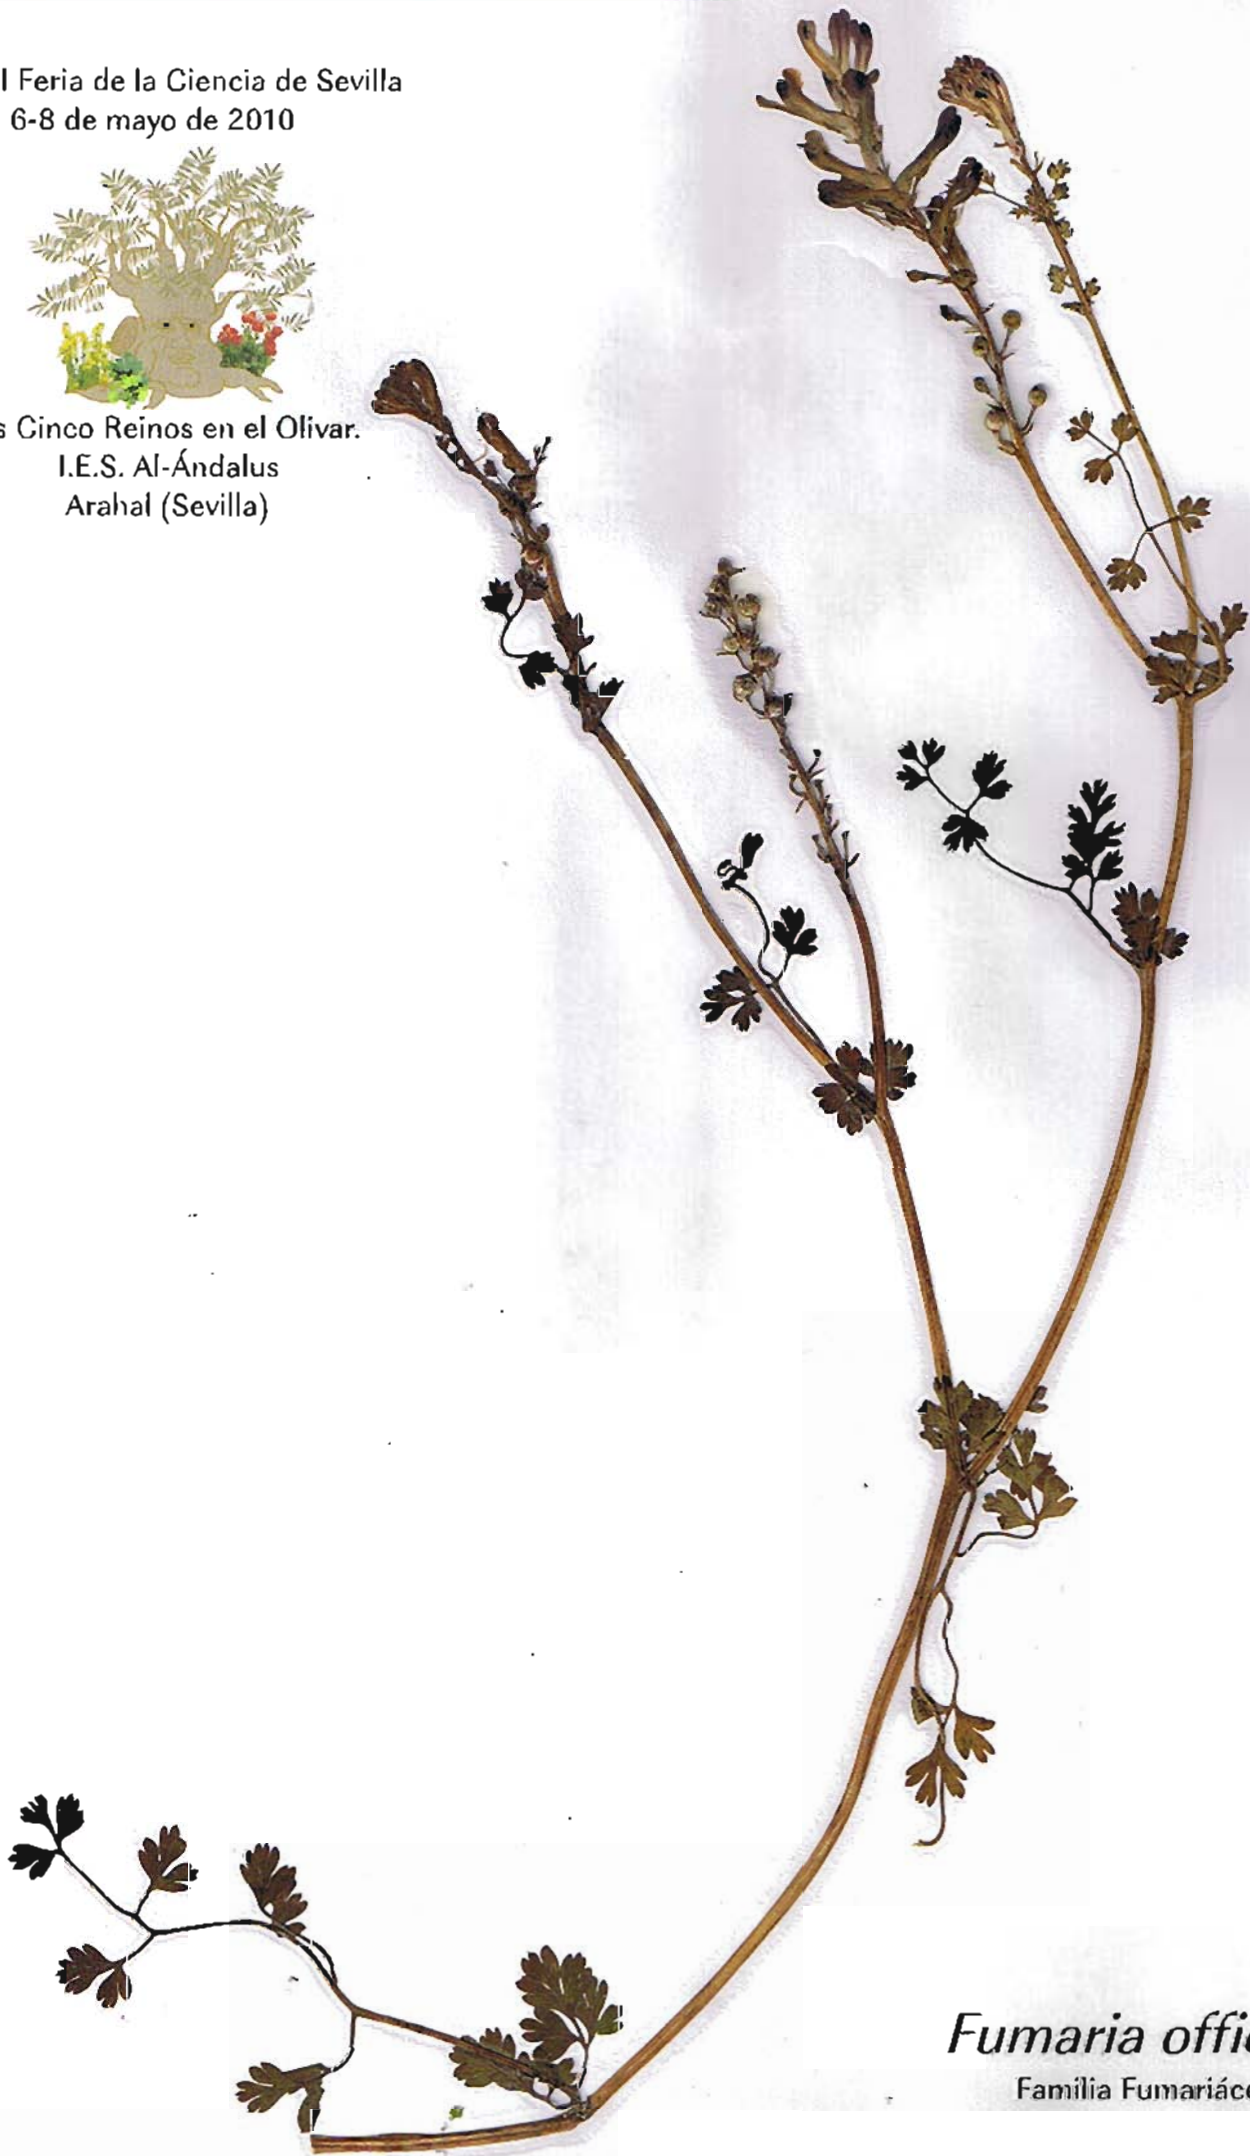 I Feria de la Ciencia de Sevilla
6-8 de mayo de 2010
s Cinco Reinos en el Olivar.
I.E.S. Al-Ándalus
Arahal (Sevilla)
Fumaria offi
Familia Fumariác